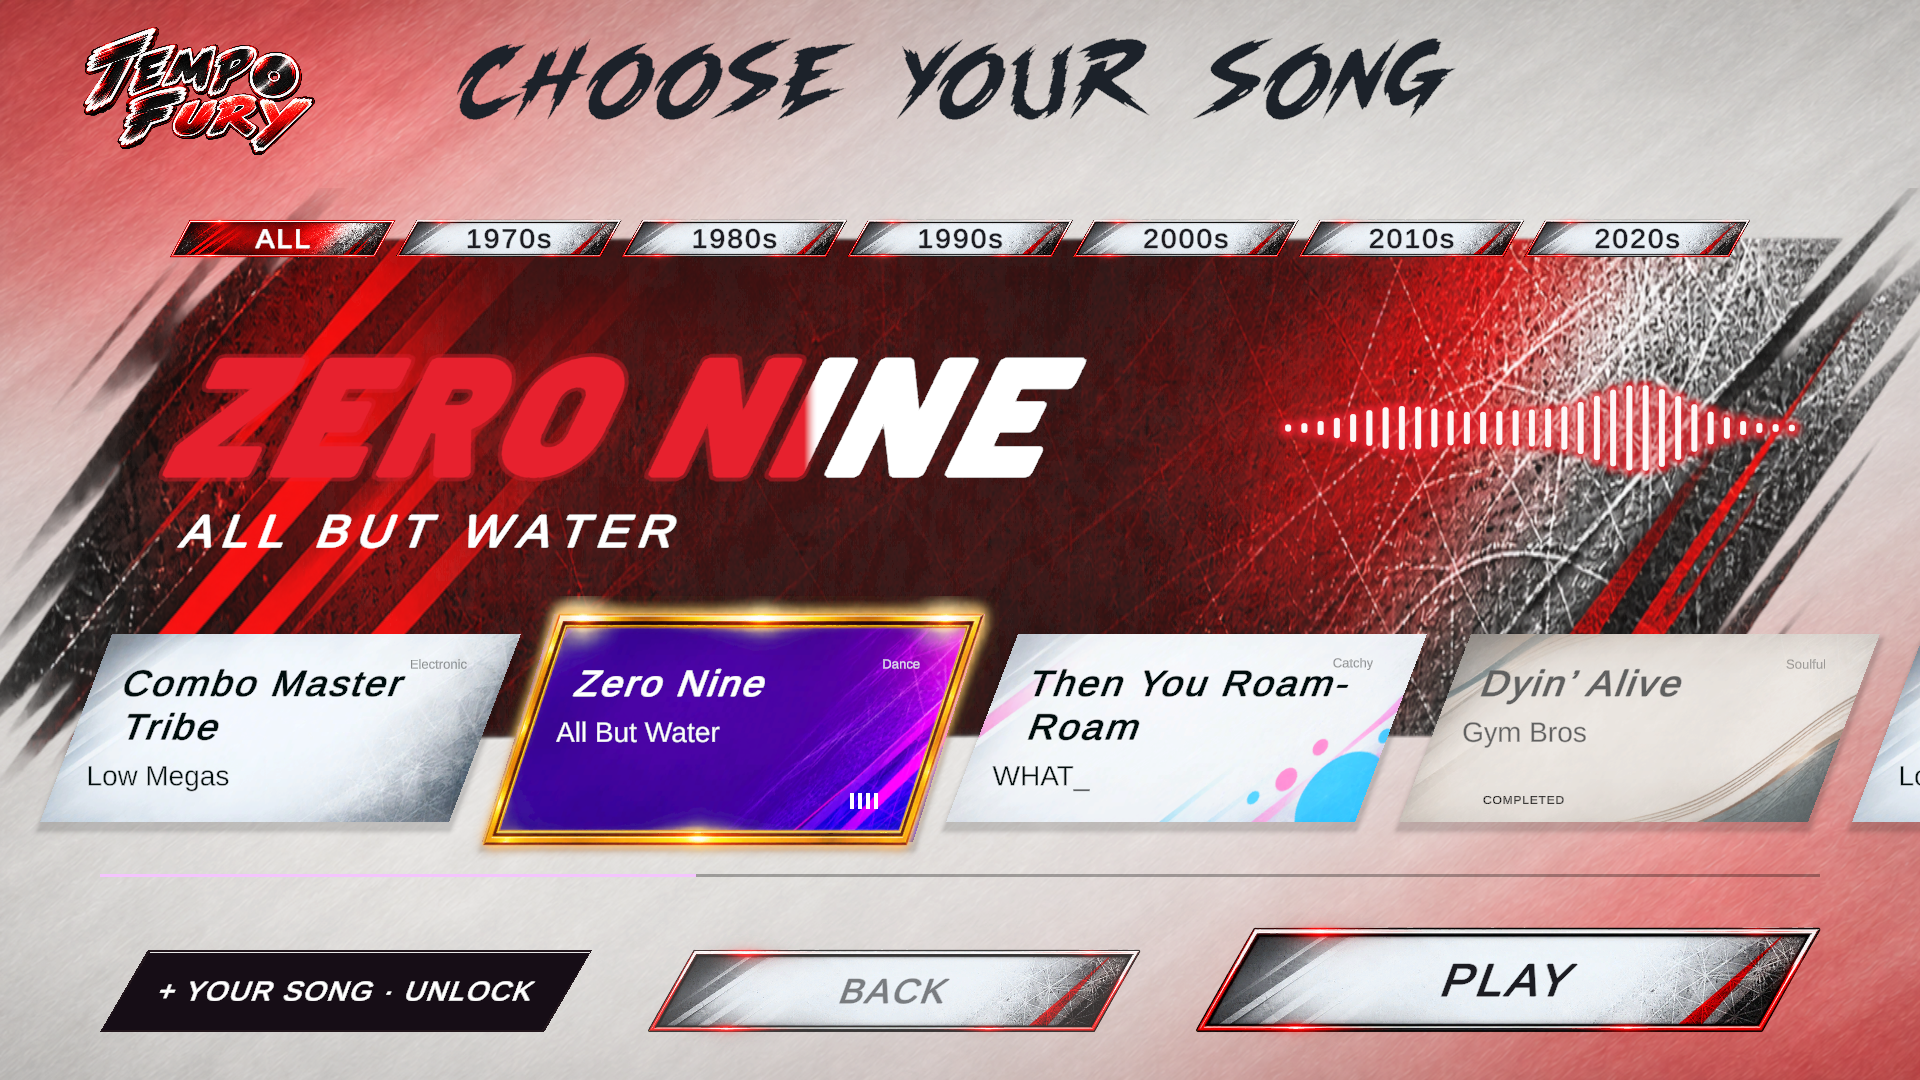 TEMPO
FURY
CHOOSE YOUR SONG
ALL
1970s
1980s
1990s
2000s
2010s
2020s
ZERO NINE
ALL BUT WATER
Electronic
Combo Master
Tribe
Low Megas
Dance
Zero Nine
All But Water
Catchy
Then You Roam-
Roam
WHAT_
Soulful
Dyin’ Alive
Gym Bros
COMPLETED
+ YOUR SONG · UNLOCK
BACK
PLAY